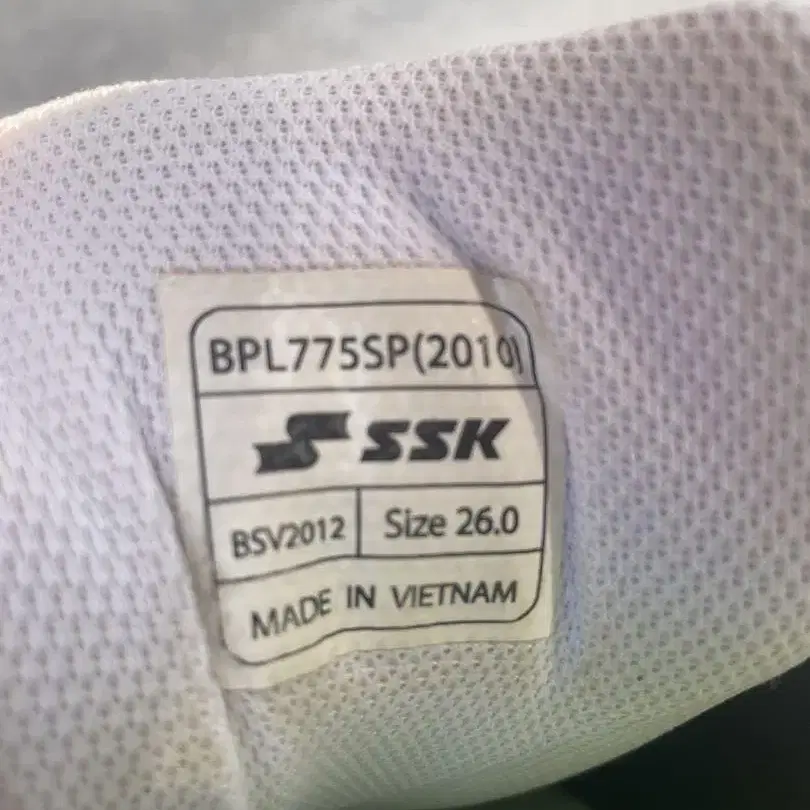 BPL775SP(2010)
SSK
BSV2012
Size 26.0
MADE IN VIETNAM